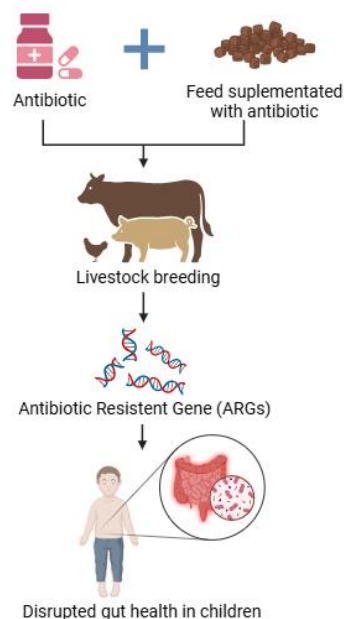 Antibiotic
Feed suplementated
with antibiotic
Livestock breeding
Antibiotic Resistent Gene (ARGs)
Disrupted gut health in children